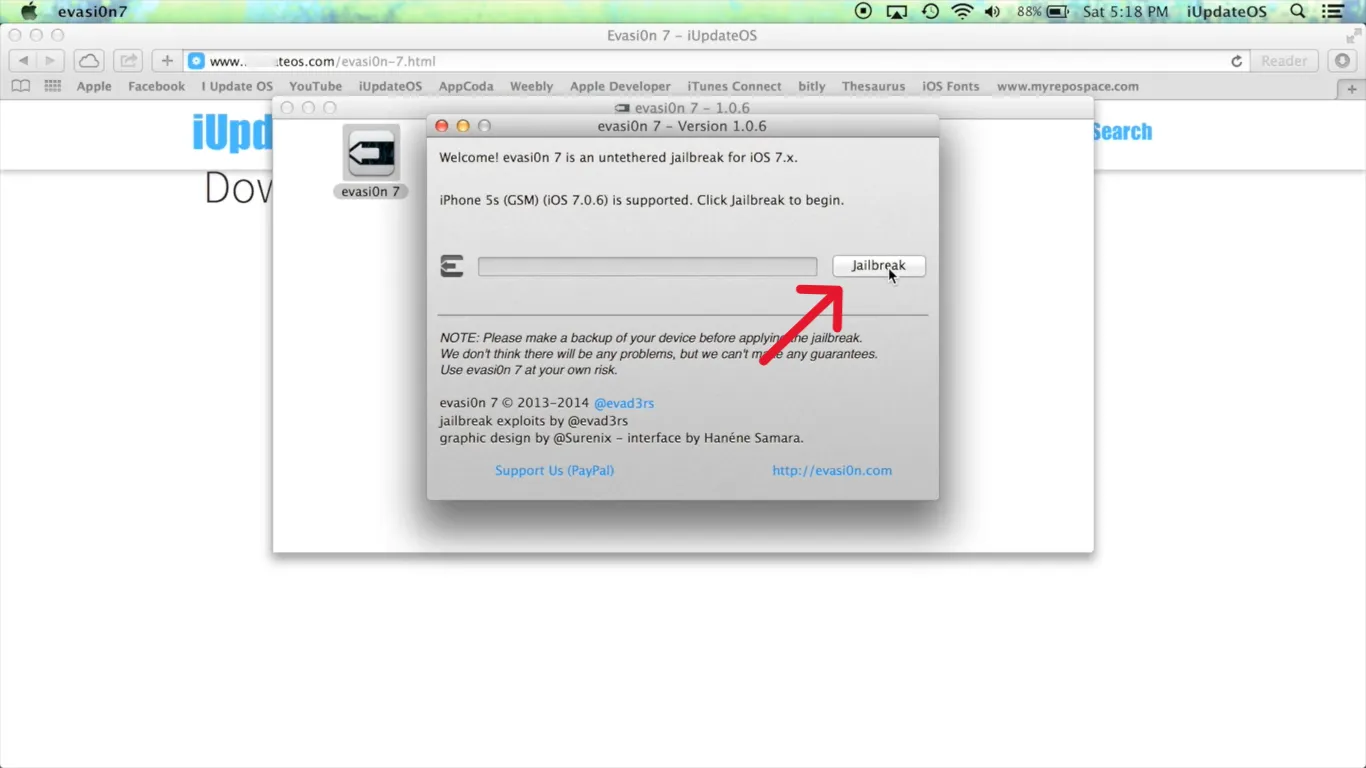 evasi0n7
88%
Sat 5:18 PM
iUpdateOS
Evasi0n 7 – iUpdateOS
www.. teos.com/evasi0n-7.html
Reader
Apple Facebook I Update OS YouTube iUpdateOS AppCoda Weebly Apple Developer iTunes Connect bitly Thesaurus iOS Fonts www.myrepospace.com
evasi0n 7 – 1.0.6
evasi0n 7 – Version 1.0.6
iUpd
Search
Welcome! evasi0n 7 is an untethered jailbreak for iOS 7.x.
Dow
evasi0n 7
iPhone 5s (GSM) (iOS 7.0.6) is supported. Click Jailbreak to begin.
Jailbreak
NOTE: Please make a backup of your device before applying the jailbreak.
We don't think there will be any problems, but we can't make any guarantees.
Use evasi0n 7 at your own risk.
evasi0n 7 © 2013-2014 @evad3rs
jailbreak exploits by @evad3rs
graphic design by @Surenix – interface by Hanéne Samara.
Support Us (PayPal)
http://evasi0n.com